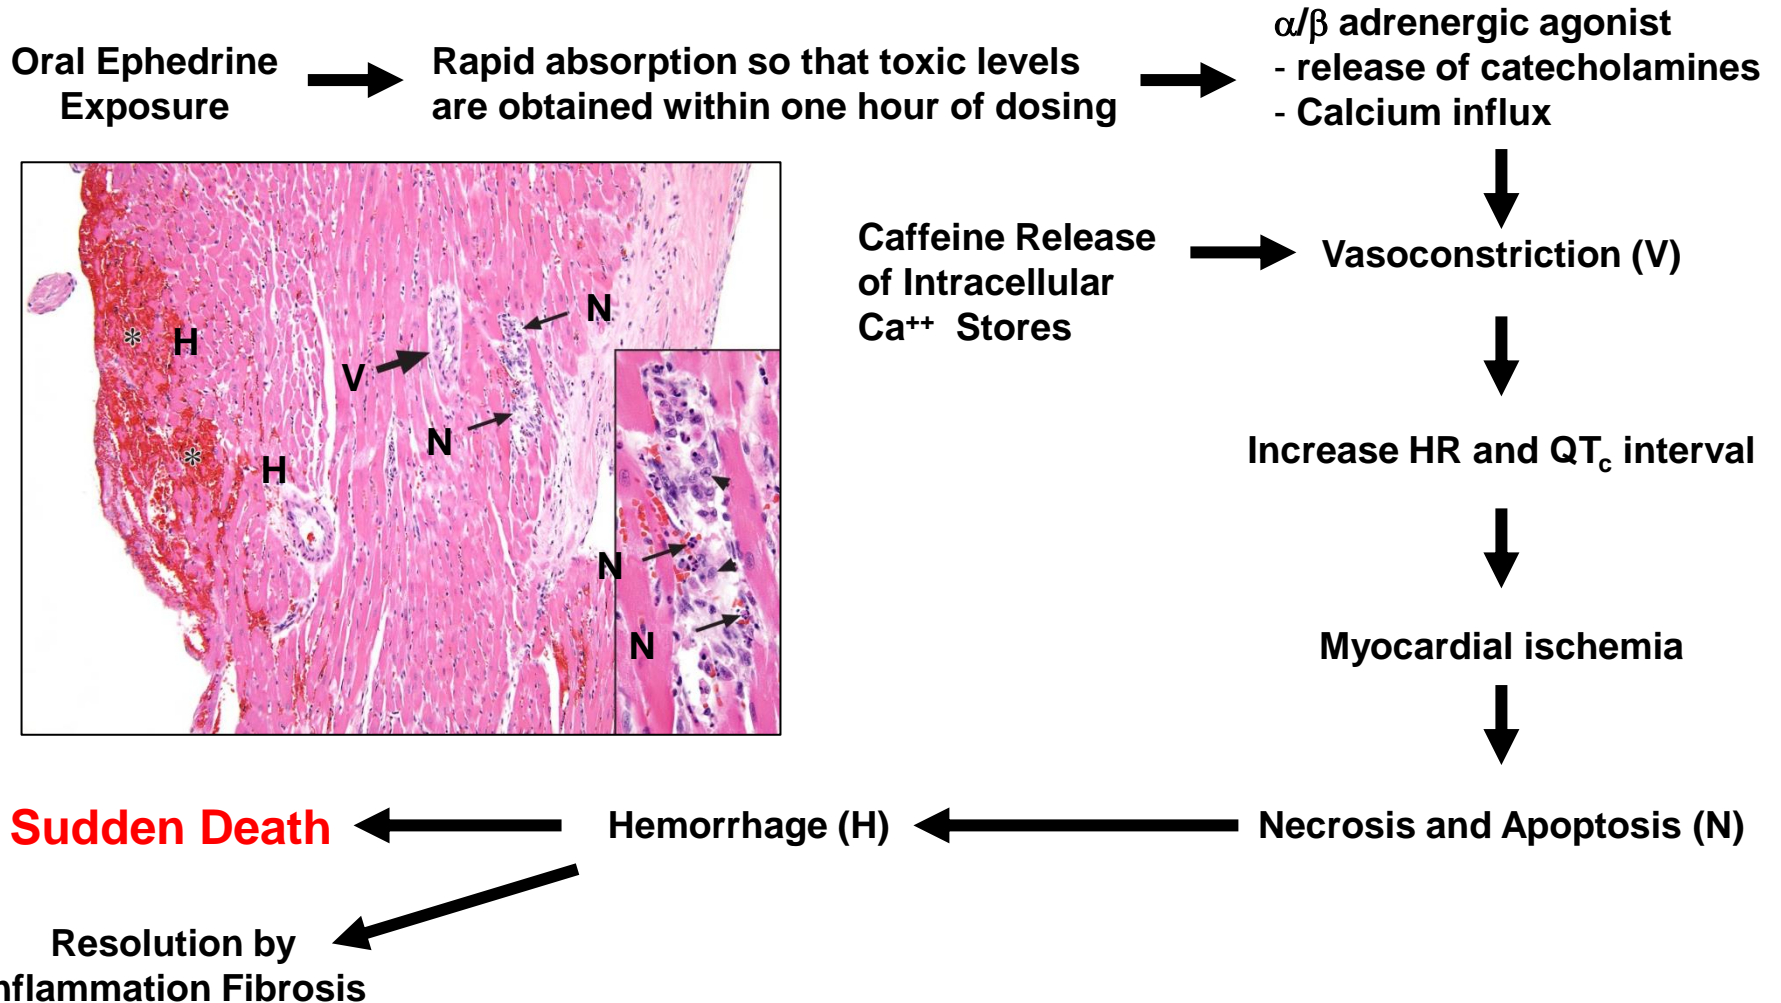 Oral Ephedrine
Exposure
Rapid absorption so that toxic levels
are obtained within one hour of dosing
α/β adrenergic agonist
- release of catecholamines
- Calcium influx
Caffeine Release
of Intracellular
Ca⁺⁺ Stores
Vasoconstriction (V)
Increase HR and QTc interval
Myocardial ischemia
Necrosis and Apoptosis (N)
Hemorrhage (H)
Sudden Death
Resolution by
nflammation Fibrosis
N
* H
V
N
* H
N
N